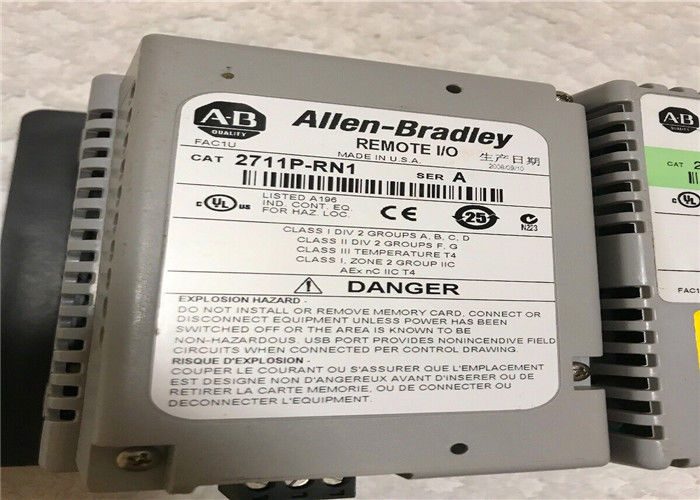 A-B
QUALITY
Allen-Bradley
FAC1U
REMOTE I/O
MADE IN U.S.A.
生产日期
2008/09/10
CAT 2711P-RN1
SER A
UL
c us
LISTED A196
IND. CONT. EQ.
FOR HAZ. LOC.
CE
25
N223
CLASS I DIV 2 GROUPS A, B, C, D
CLASS II DIV 2 GROUPS F, G
CLASS III TEMPERATURE T4
CLASS I, ZONE 2 GROUP IIC
AEx nC IIC T4
! DANGER
EXPLOSION HAZARD -
DO NOT INSTALL OR REMOVE MEMORY CARD, CONNECT OR
DISCONNECT EQUIPMENT UNLESS POWER HAS BEEN
SWITCHED OFF OR THE AREA IS KNOWN TO BE
NON-HAZARDOUS. USB PORT PROVIDES NONINCENDIVE FIELD
CIRCUITS WHEN CONNECTED PER CONTROL DRAWING.
RISQUE D'EXPLOSION -
COUPER LE COURANT OU S'ASSURER QUE L'EMPLACEMENT
EST DESIGNE NON DANGEREUX AVANT D'INSERER OU DE
RETIRER LA CARTE MEMORIE, OU DE CONNECTER OU
DECONNECTER L'EQUIPMENT.
A-B
QUALITY
CAT 2
FAC1